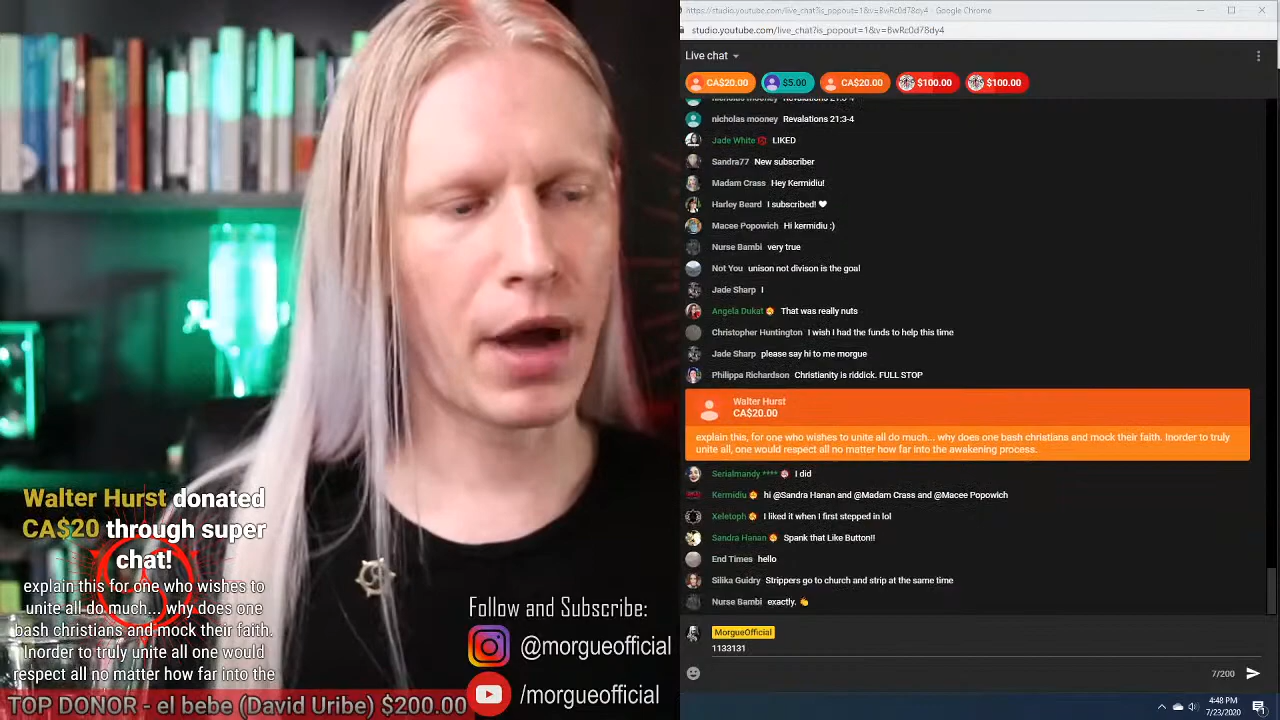 https://studio.youtube.com/live_chat?is_popout=1&v=BwRc0d78dy4 - Google Chrome
studio.youtube.com/live_chat?is_popout=1&v=BwRc0d78dy4
Live chat
CA$20.00 $5.00 CA$20.00 $100.00 $100.00
nicholas mooney Revalations 21:3-4
nicholas mooney Revalations 21:3-4
Jade White LIKED
Sandra77 New subscriber
Madam Crass Hey Kermidiu!
Harley Beard I subscribed! ♥
Macee Popowich Hi kermidiu :)
Nurse Bambi very true
Not You unison not divison is the goal
Jade Sharp I
Angela Dukat That was really nuts
Christopher Huntington I wish I had the funds to help this time
Jade Sharp please say hi to me morgue
Philippa Richardson Christianity is riddick. FULL STOP
Walter Hurst
CA$20.00
explain this, for one who wishes to unite all do much... why does one bash christians and mock their faith. Inorder to truly
unite all, one would respect all no matter how far into the awakening process.
Serialmandy **** I did
Kermidiu hi @Sandra Hanan and @Madam Crass and @Macee Popowich
Xeletoph I liked it when I first stepped in lol
Sandra Hanan Spank that Like Button!!
End Times hello
Silika Guidry Strippers go to church and strip at the same time
Nurse Bambi exactly. 👏
MorgueOfficial
1133131
7/200
4:48 PM
7/23/2020
Walter Hurst donated
CA$20 through super
chat!
explain this for one who wishes to
unite all do much... why does one
bash christians and mock their faith.
Inorder to truly unite all one would
respect all no matter how far into the
TOP DONOR - el bebe (David Uribe) $200.00
Follow and Subscribe:
@morgueofficial
/morgueofficial